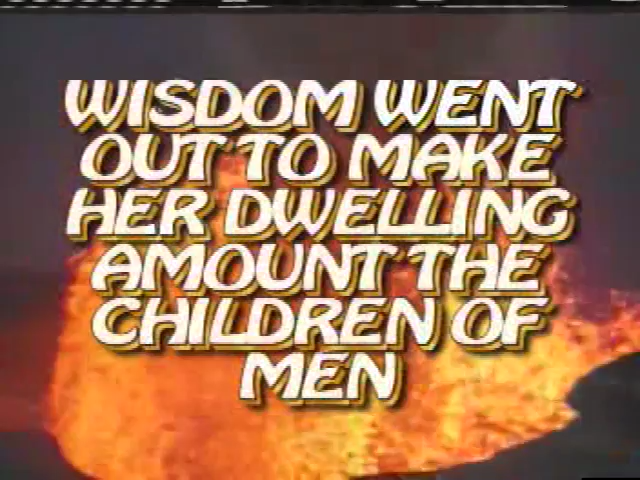 WISDOM WENT
OUT TO MAKE
HER DWELLING
AMOUNT THE
CHILDREN OF
MEN